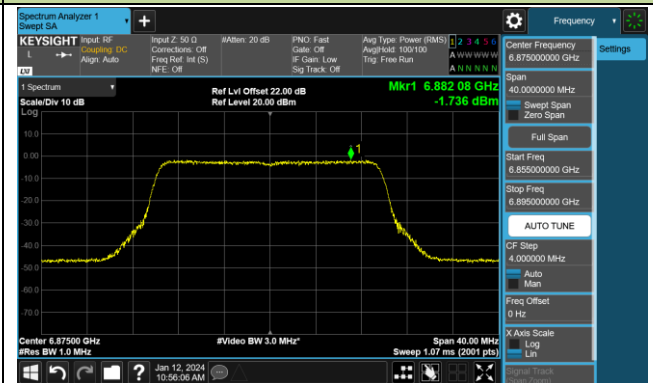 Spectrum Analyzer 1
Swept SA
Frequency
KEYSIGHT
L
Input: RF
Coupling: DC
Align: Auto
Input Z: 50 Ω
Corrections: Off
Freq Ref: Int (S)
NFE: Off
#Atten: 20 dB
PNO: Fast
Gate: Off
IF Gain: Low
Sig Track: Off
Avg Type: Power (RMS)
Avg|Hold: 100/100
Trig: Free Run
1 2 3 4 5 6
A W W W W W
A N N N N N
1 Spectrum
Scale/Div 10 dB
Log
Ref Lvl Offset 22.00 dB
Ref Level 20.00 dBm
Mkr1 6.882 08 GHz
-1.736 dBm
10.0
0.00
-10.0
-20.0
-30.0
-40.0
-50.0
-60.0
-70.0
1
Center 6.87500 GHz
#Res BW 1.0 MHz
#Video BW 3.0 MHz*
Span 40.00 MHz
Sweep 1.07 ms (2001 pts)
Jan 12, 2024
10:56:06 AM
Center Frequency
6.875000000 GHz
Settings
Span
40.0000000 MHz
Swept Span
Zero Span
Full Span
Start Freq
6.855000000 GHz
Stop Freq
6.895000000 GHz
AUTO TUNE
CF Step
4.000000 MHz
Auto
Man
Freq Offset
0 Hz
X Axis Scale
Log
Lin
Signal Track
(Span Zoom)